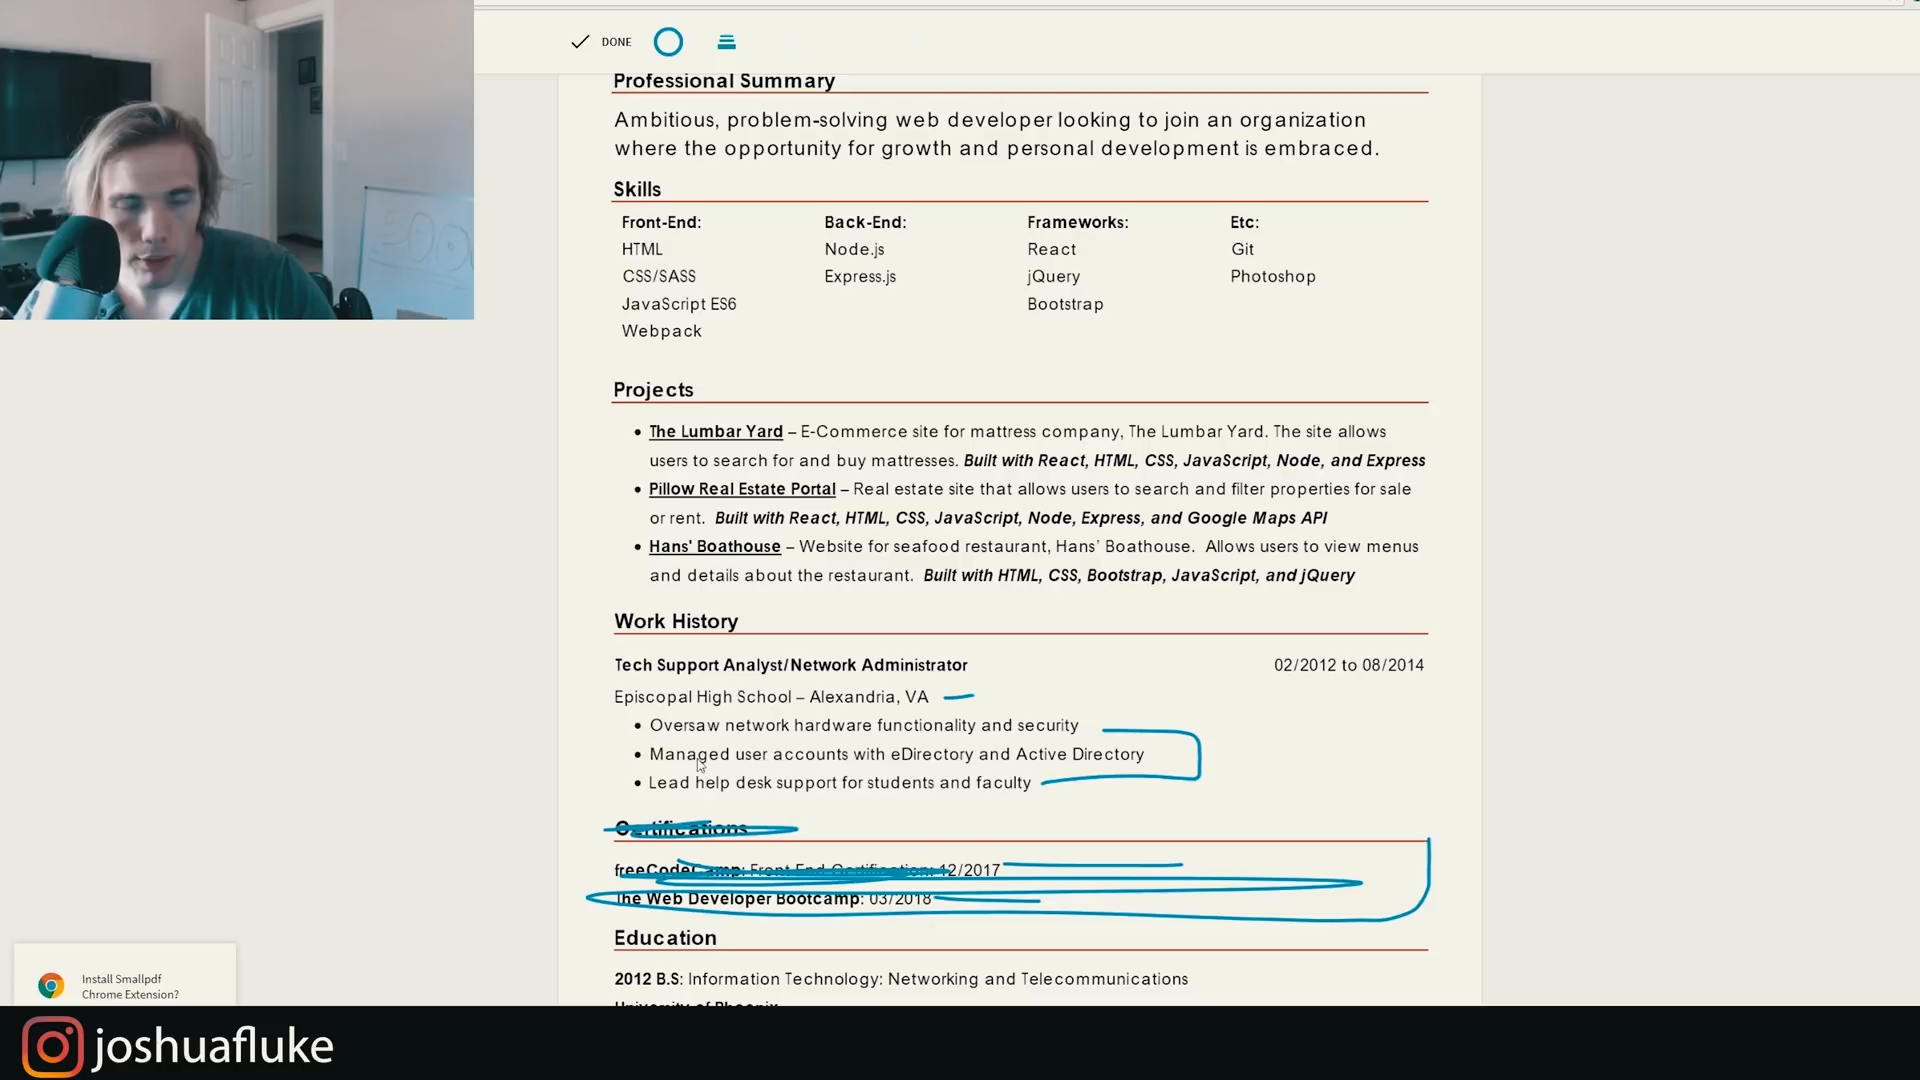 DONE
Professional Summary
Ambitious, problem-solving web developer looking to join an organization
where the opportunity for growth and personal development is embraced.
Skills
Front-End: Back-End: Frameworks: Etc:
HTML Node.js React Git
CSS/SASS Express.js jQuery Photoshop
JavaScript ES6 Bootstrap
Webpack
Projects
• The Lumbar Yard – E-Commerce site for mattress company, The Lumbar Yard. The site allows
users to search for and buy mattresses. Built with React, HTML, CSS, JavaScript, Node, and Express
• Pillow Real Estate Portal – Real estate site that allows users to search and filter properties for sale
or rent. Built with React, HTML, CSS, JavaScript, Node, Express, and Google Maps API
• Hans' Boathouse – Website for seafood restaurant, Hans’ Boathouse. Allows users to view menus
and details about the restaurant. Built with HTML, CSS, Bootstrap, JavaScript, and jQuery
Work History
Tech Support Analyst/Network Administrator 02/2012 to 08/2014
Episcopal High School – Alexandria, VA
• Oversaw network hardware functionality and security
• Managed user accounts with eDirectory and Active Directory
• Lead help desk support for students and faculty
Certifications
freeCodeCamp: Front End Certification: 12/2017
The Web Developer Bootcamp: 03/2018
Education
2012 B.S: Information Technology: Networking and Telecommunications
University of Phoenix
Install Smallpdf
Chrome Extension?
joshuafluke